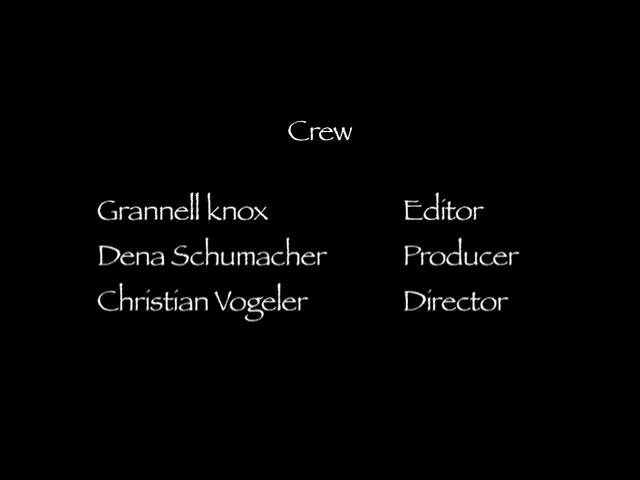 Crew
Grannell knox Editor
Dena Schumacher Producer
Christian Vogeler Director